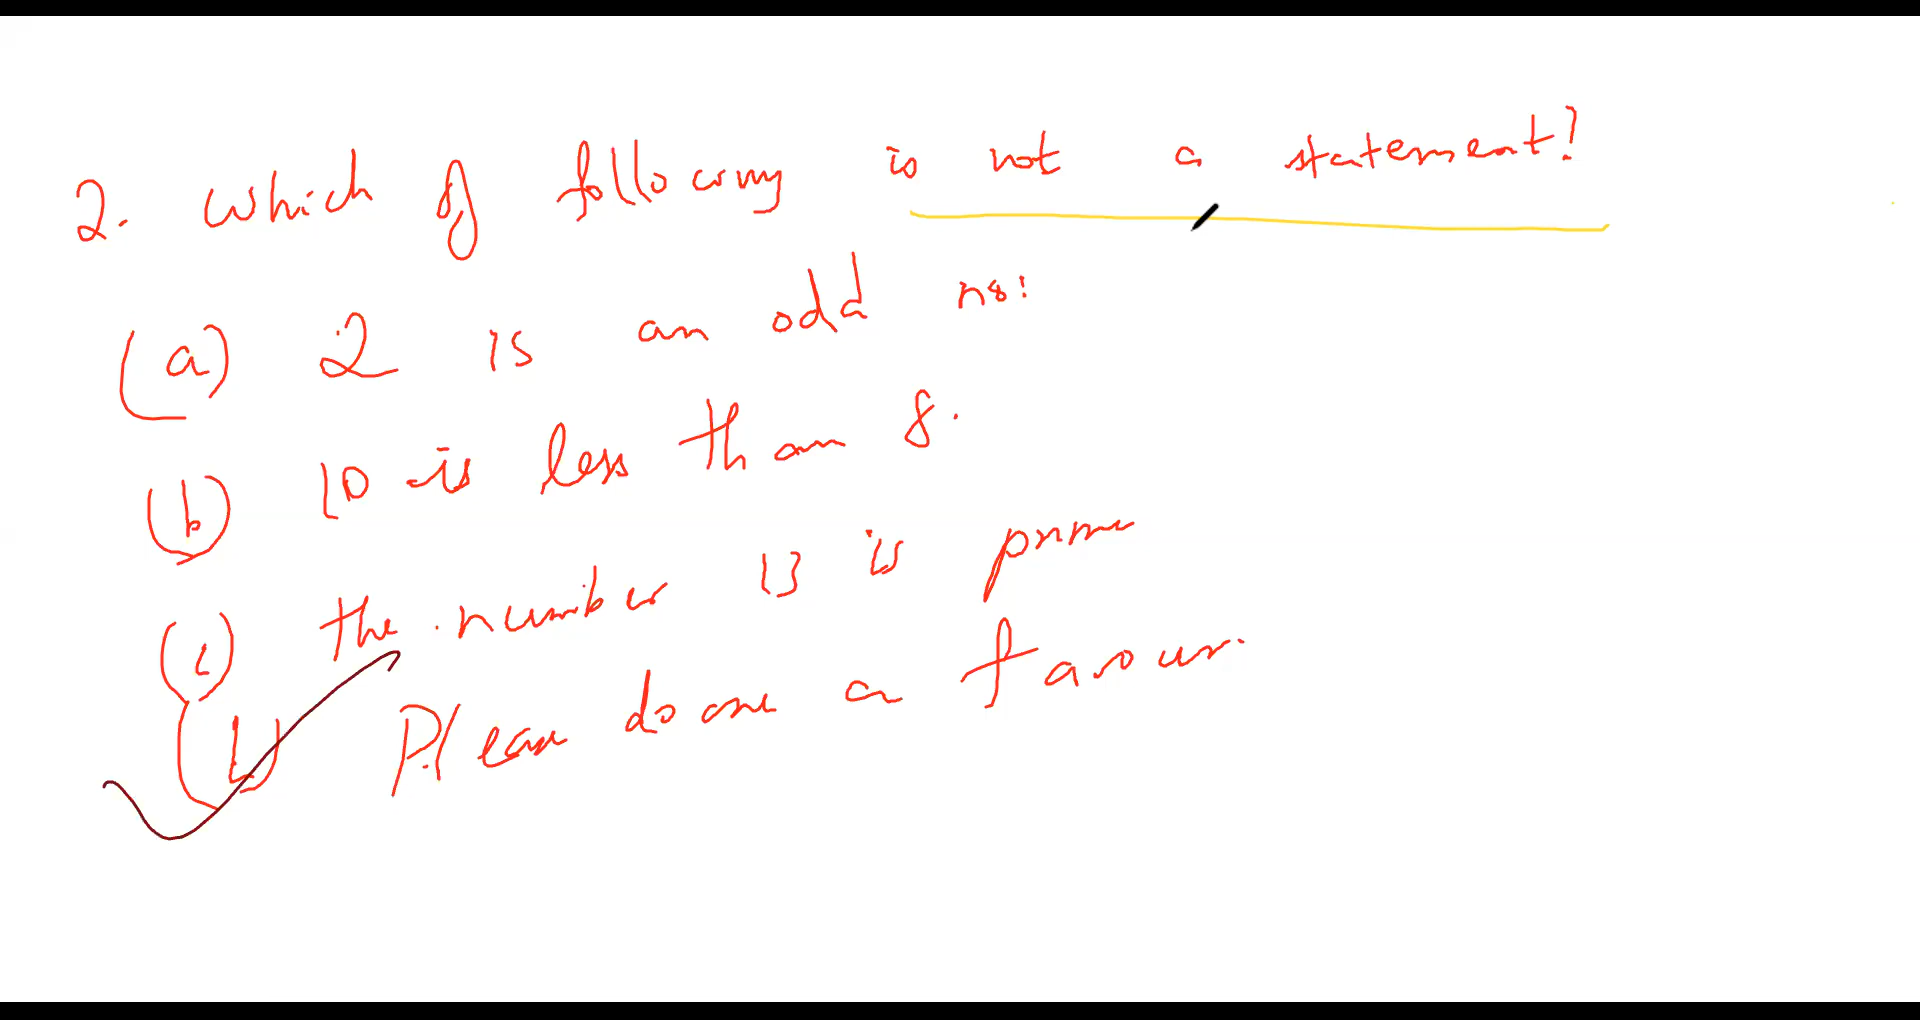 2. Which of following is not a statement?
(a) 2 is an odd no:
(b) 10 is less than 8.
(c) the number 13 is prime
(d) Please do me a favour.